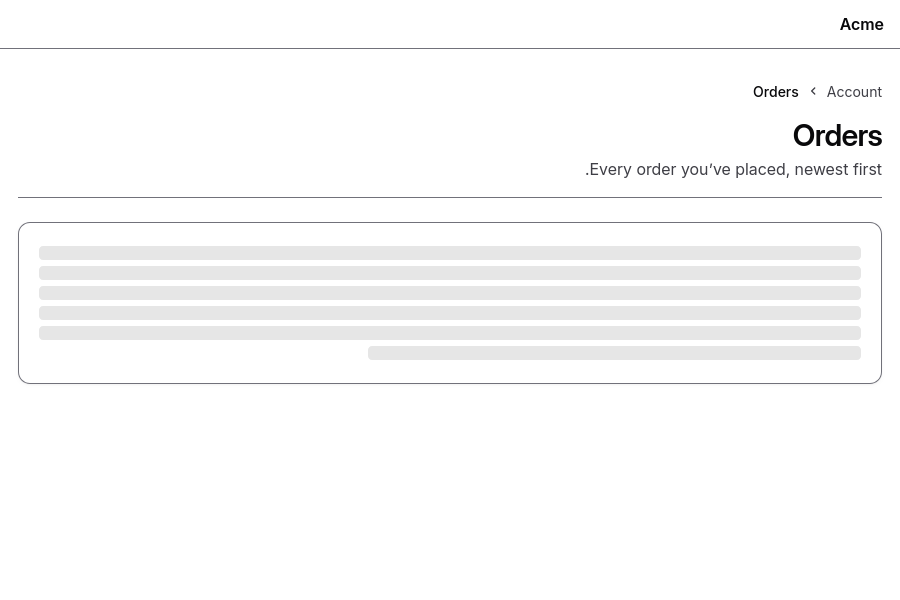 Acme
Account
Orders
Orders
Every order you’ve placed, newest first.